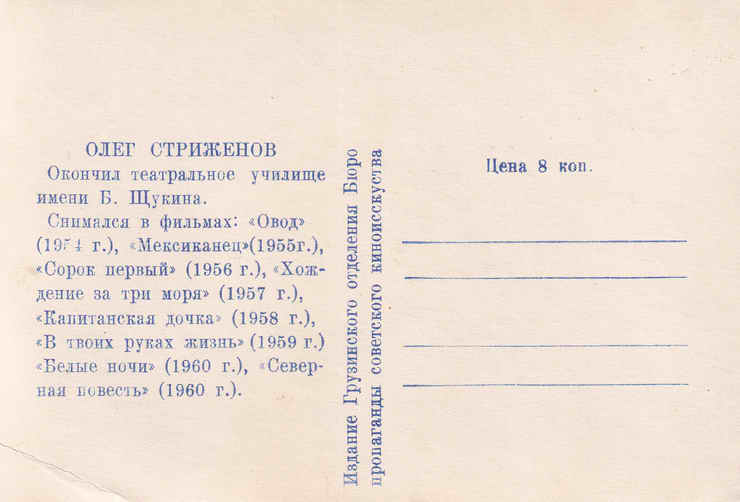 ОЛЕГ СТРИЖЕНОВ
Окончил театральное училище
имени Б. Щукина.
Снимался в фильмах: «Овод»
(1954 г.), «Мексиканец»(1955г.),
«Сорок первый» (1956 г.), «Хож-
дение за три моря» (1957 г.),
«Капитанская дочка» (1958 г.),
«В твоих руках жизнь» (1959 г.)
«Белые ночи» (1960 г.), «Север-
ная повесть» (1960 г.).
Издание Грузинского отделения Бюро
пропаганды советского киноисскуства
Цена 8 коп.